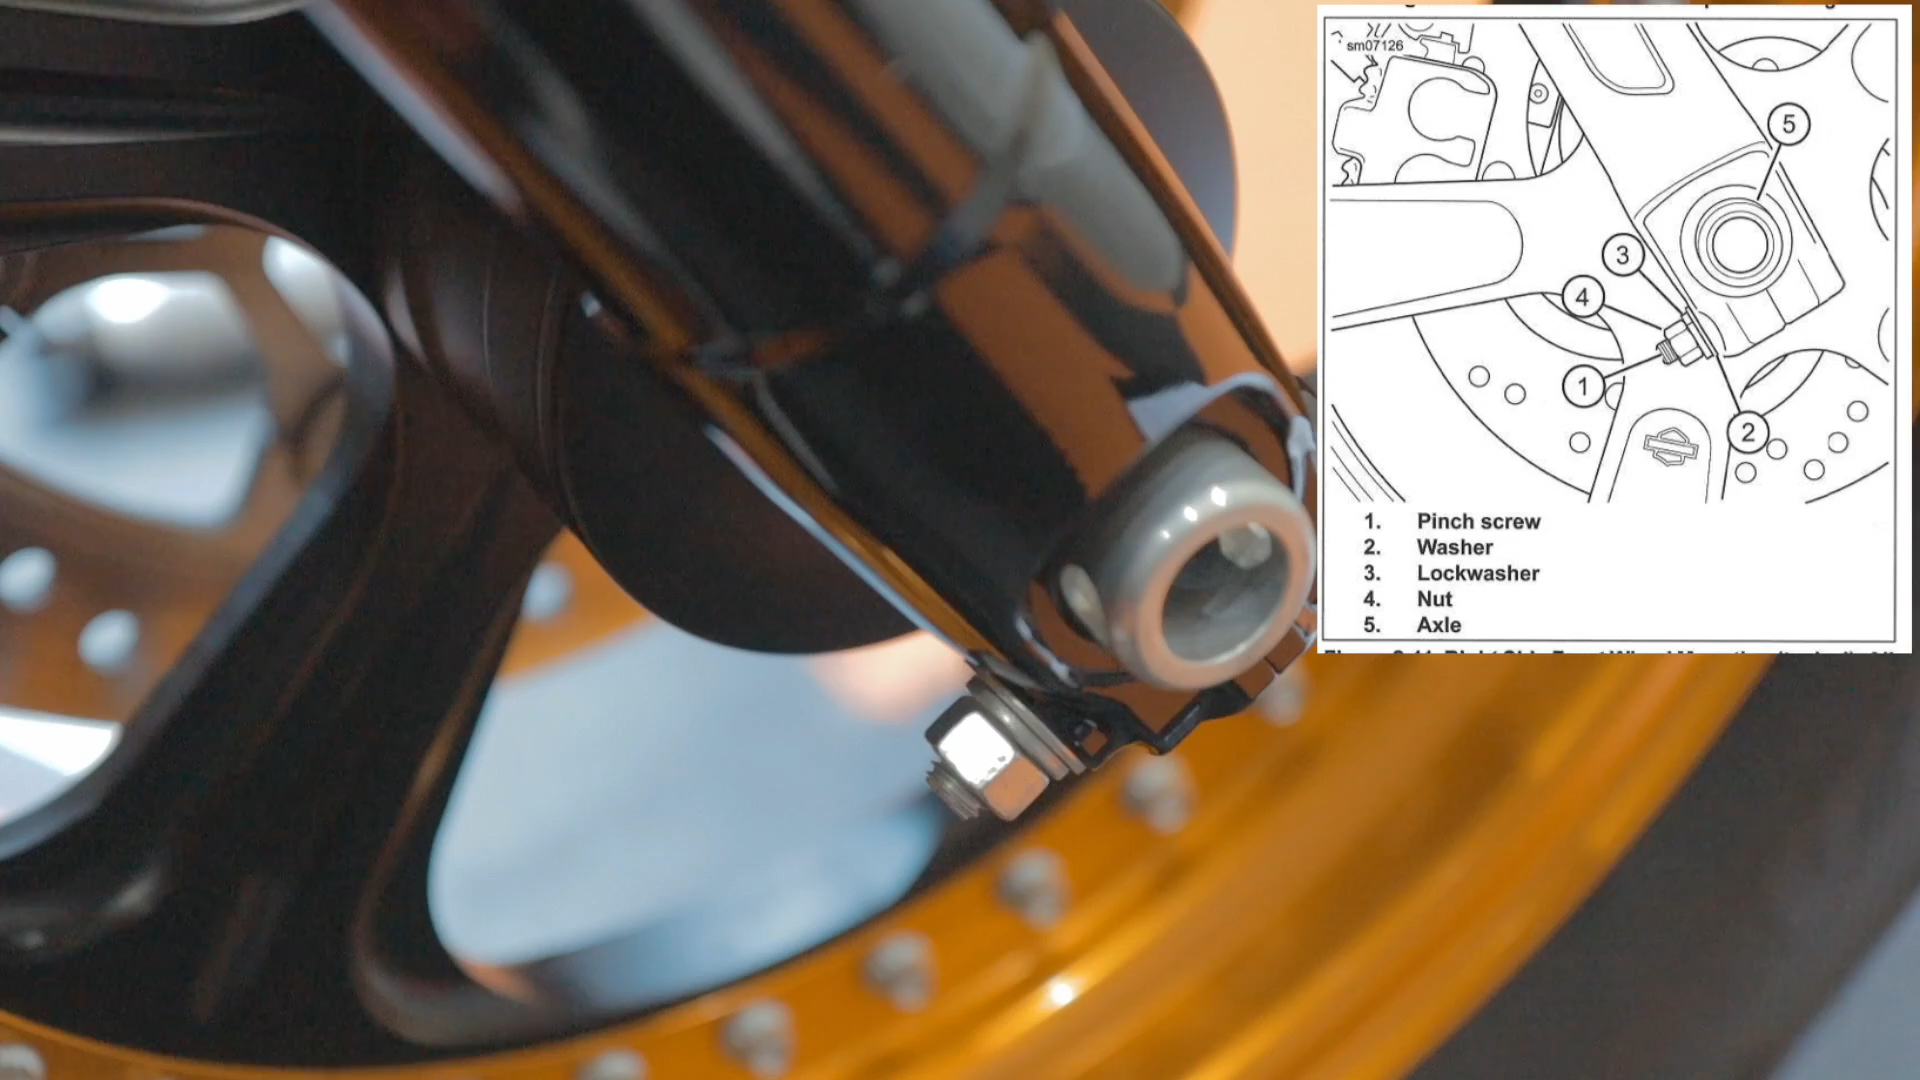 sm07126
5
3
4
1
2
1. Pinch screw
2. Washer
3. Lockwasher
4. Nut
5. Axle